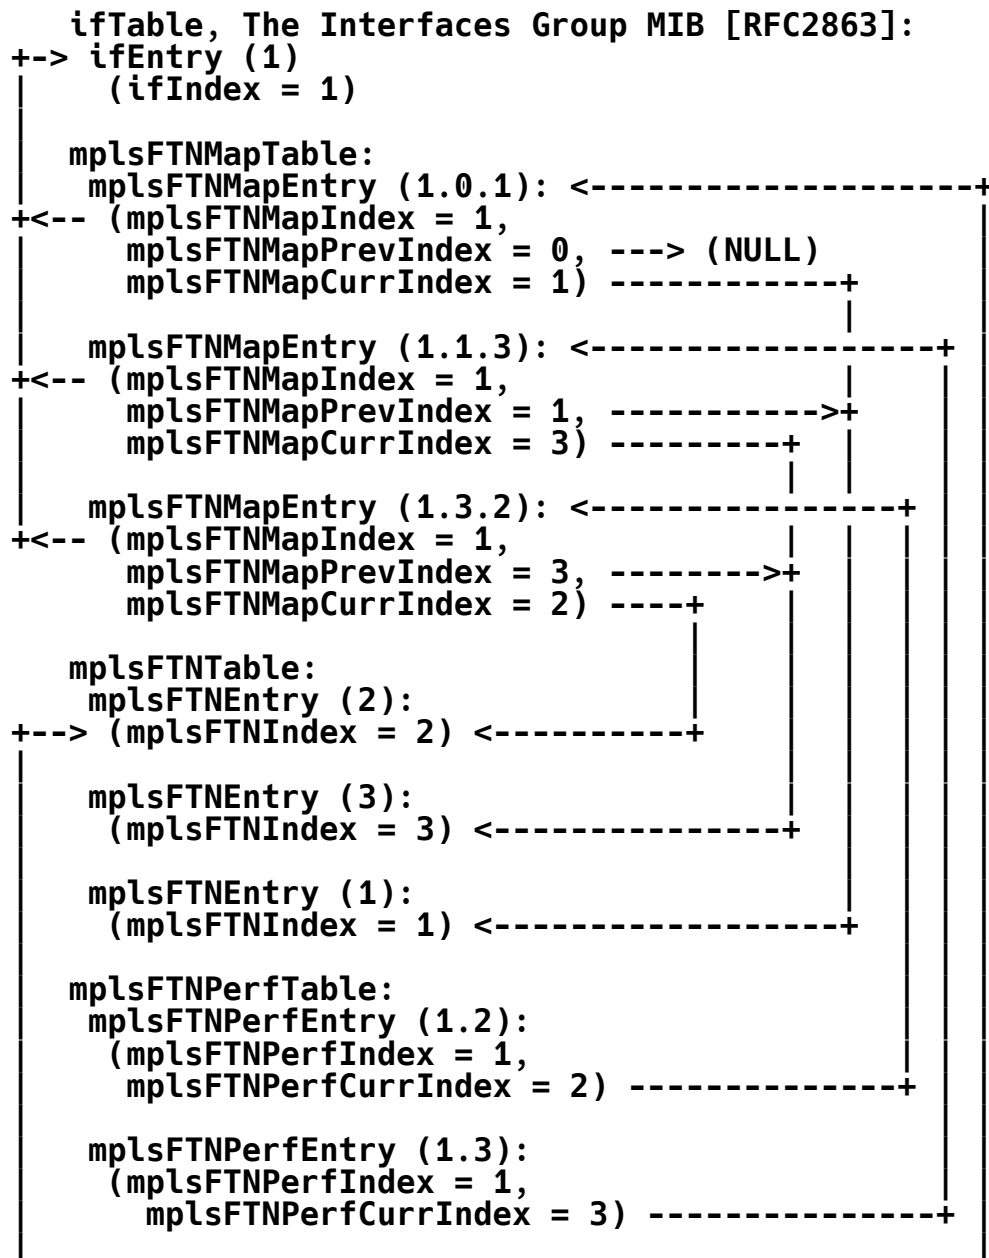 ifTable, The Interfaces Group MIB [RFC2863]:
+-> ifEntry (1)
|    (ifIndex = 1)
|
|  mplsFTNMapTable:
|   mplsFTNMapEntry (1.0.1): <---------------------+
+<-- (mplsFTNMapIndex = 1,                         |
|     mplsFTNMapPrevIndex = 0, ---> (NULL)         |
|     mplsFTNMapCurrIndex = 1) ------------+       |
|                                          |       |
|   mplsFTNMapEntry (1.1.3): <------------------+  |
+<-- (mplsFTNMapIndex = 1,                 |    |  |
|     mplsFTNMapPrevIndex = 1, ----------->+    |  |
|     mplsFTNMapCurrIndex = 3) ---------+  |    |  |
|                                       |  |    |  |
|   mplsFTNMapEntry (1.3.2): <----------------+ |  |
+<-- (mplsFTNMapIndex = 1,              |  |  | |  |
      mplsFTNMapPrevIndex = 3, -------->+  |  | |  |
      mplsFTNMapCurrIndex = 2) ----+    |  |  | |  |
                                   |    |  |  | |  |
   mplsFTNTable:                   |    |  |  | |  |
    mplsFTNEntry (2):              |    |  |  | |  |
+--> (mplsFTNIndex = 2) <----------+    |  |  | |  |
|                                       |  |  | |  |
|   mplsFTNEntry (3):                   |  |  | |  |
|    (mplsFTNIndex = 3) <---------------+  |  | |  |
|                                          |  | |  |
|   mplsFTNEntry (1):                      |  | |  |
|    (mplsFTNIndex = 1) <------------------+  | |  |
|                                             | |  |
|  mplsFTNPerfTable:                          | |  |
|   mplsFTNPerfEntry (1.2):                   | |  |
|    (mplsFTNPerfIndex = 1,                   | |  |
|     mplsFTNPerfCurrIndex = 2) --------------+ |  |
|                                               |  |
|   mplsFTNPerfEntry (1.3):                     |  |
|    (mplsFTNPerfIndex = 1,                     |  |
|      mplsFTNPerfCurrIndex = 3) ---------------+  |
|                                                  |